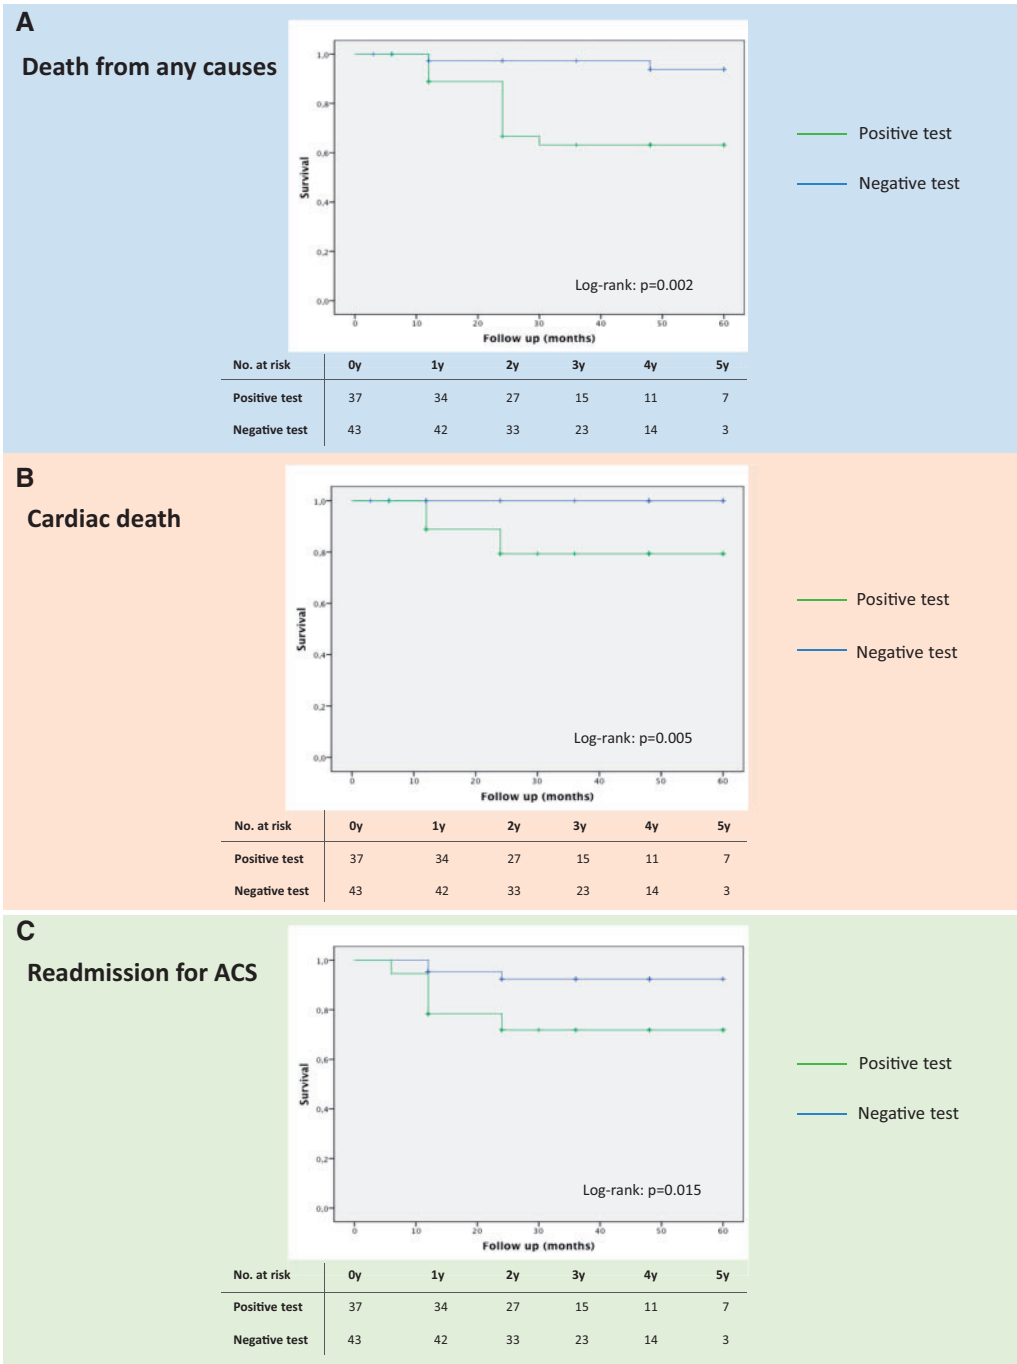 A
Death from any causes
1,0
0,8
0,6
0,4
0,2
0,0
Survival
Log-rank: p=0.002
0 10 20 30 40 50 60
Follow up (months)
Positive test
Negative test
No. at risk 0y 1y 2y 3y 4y 5y
Positive test 37 34 27 15 11 7
Negative test 43 42 33 23 14 3
B
Cardiac death
1,0
0,8
0,6
0,4
0,2
0,0
Survival
Log-rank: p=0.005
0 10 20 30 40 50 60
Follow up (months)
Positive test
Negative test
No. at risk 0y 1y 2y 3y 4y 5y
Positive test 37 34 27 15 11 7
Negative test 43 42 33 23 14 3
C
Readmission for ACS
1,0
0,8
0,6
0,4
0,2
0,0
Survival
Log-rank: p=0.015
0 10 20 30 40 50 60
Follow up (months)
Positive test
Negative test
No. at risk 0y 1y 2y 3y 4y 5y
Positive test 37 34 27 15 11 7
Negative test 43 42 33 23 14 3